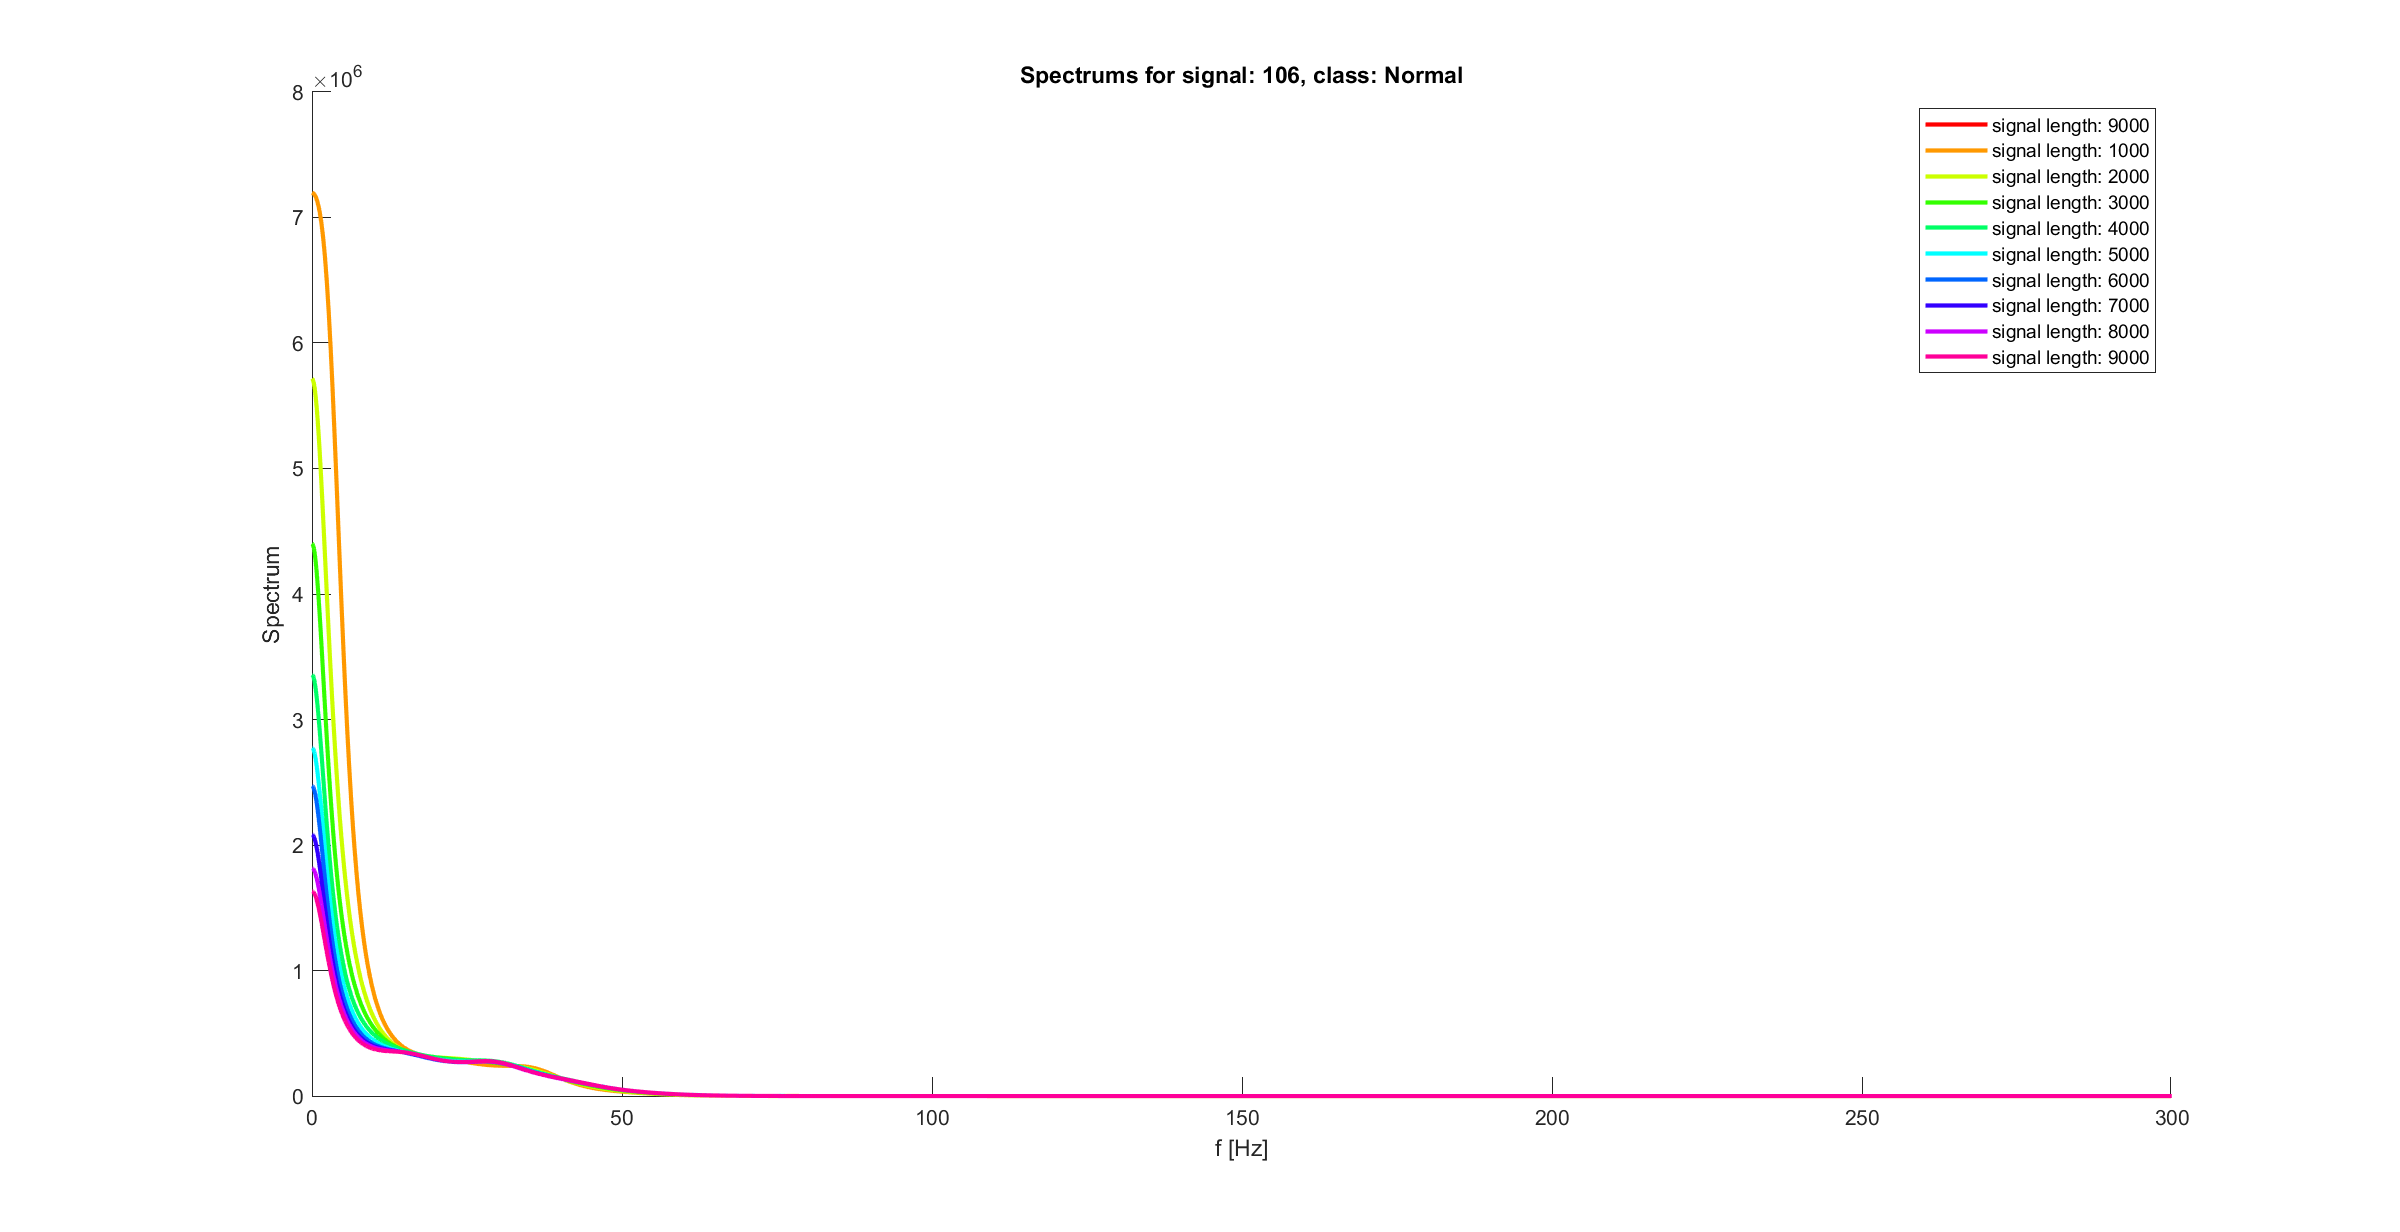 Spectrums for signal: 106, class: Normal
×10^6
8
7
6
5
4
3
2
1
0
Spectrum
0 50 100 150 200 250 300
f [Hz]
signal length: 9000
signal length: 1000
signal length: 2000
signal length: 3000
signal length: 4000
signal length: 5000
signal length: 6000
signal length: 7000
signal length: 8000
signal length: 9000